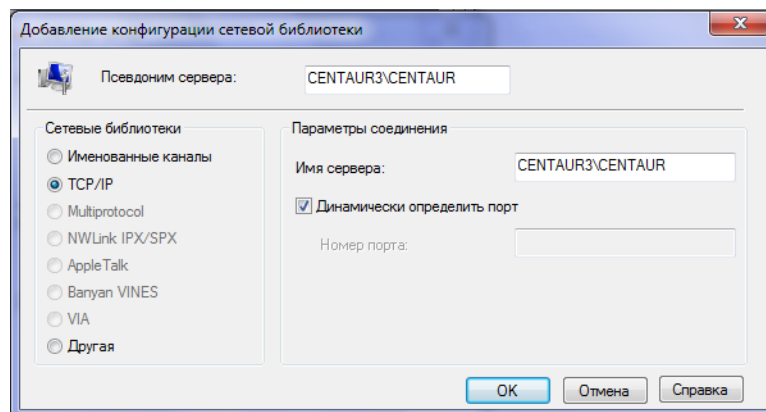 Добавление конфигурации сетевой библиотеки
Псевдоним сервера: CENTAUR3\CENTAUR
Сетевые библиотеки
Именованные каналы
TCP/IP
Multiprotocol
NWLink IPX/SPX
AppleTalk
Banyan VINES
VIA
Другая
Параметры соединения
Имя сервера: CENTAUR3\CENTAUR
Динамически определить порт
Номер порта:
OK Отмена Справка